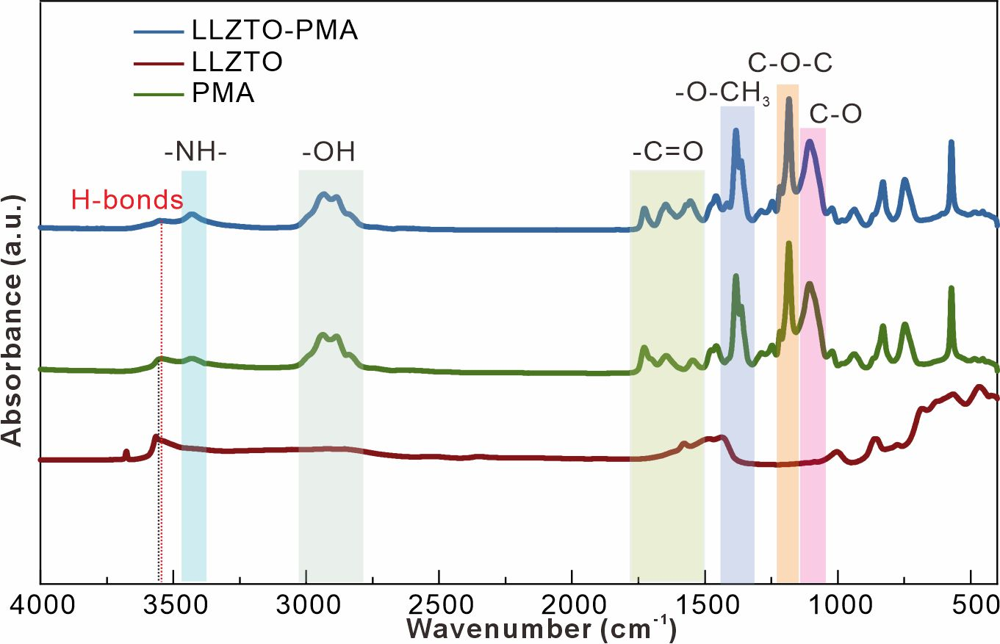 LLZTO-PMA
LLZTO
PMA
C-O-C
-O-CH₃
C-O
-NH-
-OH
-C=O
H-bonds
Absorbance (a.u.)
4000 3500 3000 2500 2000 1500 1000 500
Wavenumber (cm⁻¹)